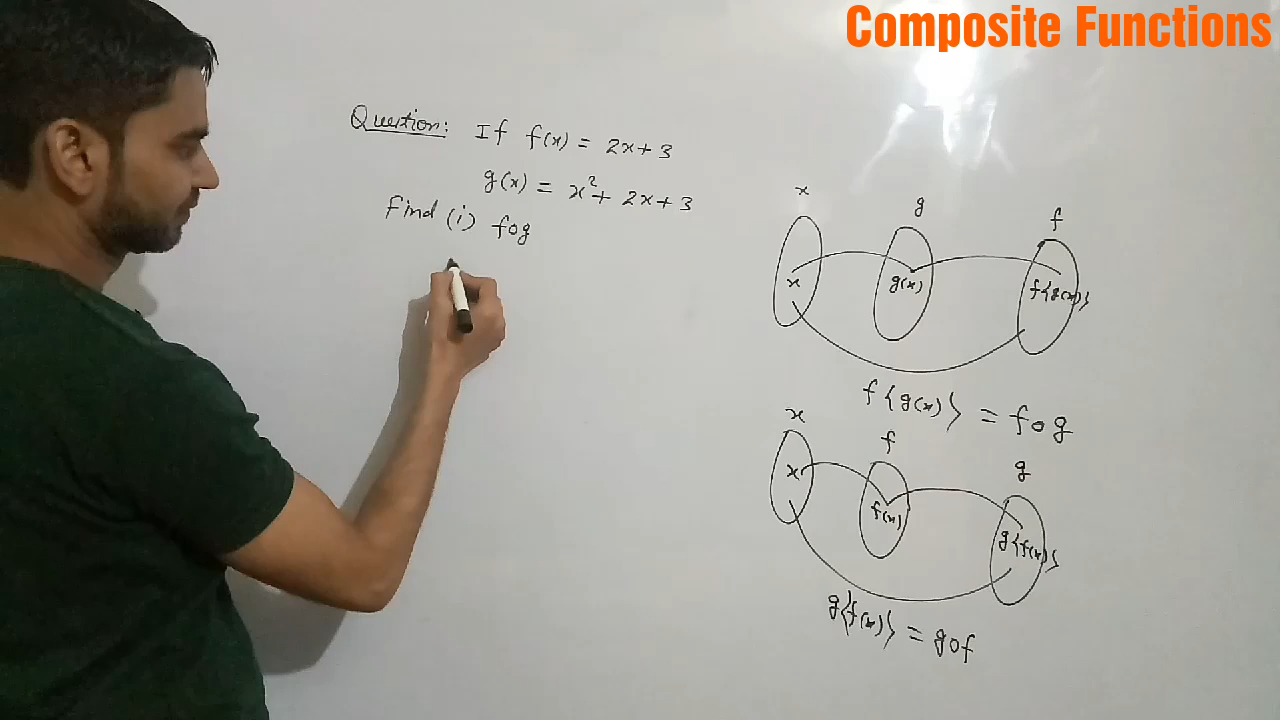 Composite Functions
Question: If f(x) = 2x+3
g(x) = x²+ 2x+3
Find (i) fog
x g f
x g(x) f{g(x)}
f{g(x)} = fog
x f g
x f(x) g{f(x)}
g{f(x)} = gof